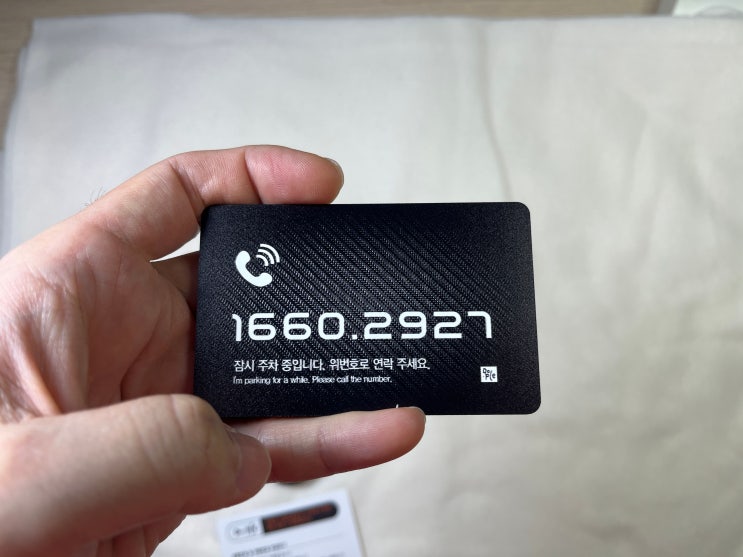 1660.2927
잠시 주차 중입니다. 위번호로 연락 주세요.
I'm parking for a while. Please call the number.